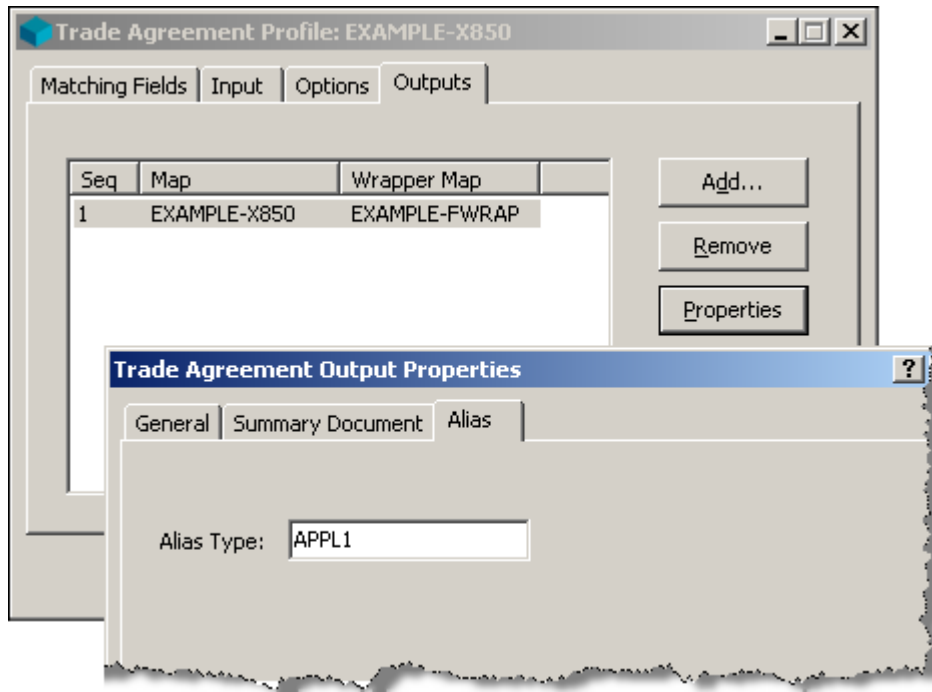 Trade Agreement Profile: EXAMPLE-X850
Matching Fields Input Options Outputs
Seq Map Wrapper Map
1 EXAMPLE-X850 EXAMPLE-FWRAP
Add...
Remove
Properties
Trade Agreement Output Properties ?
General Summary Document Alias
Alias Type: APPL1